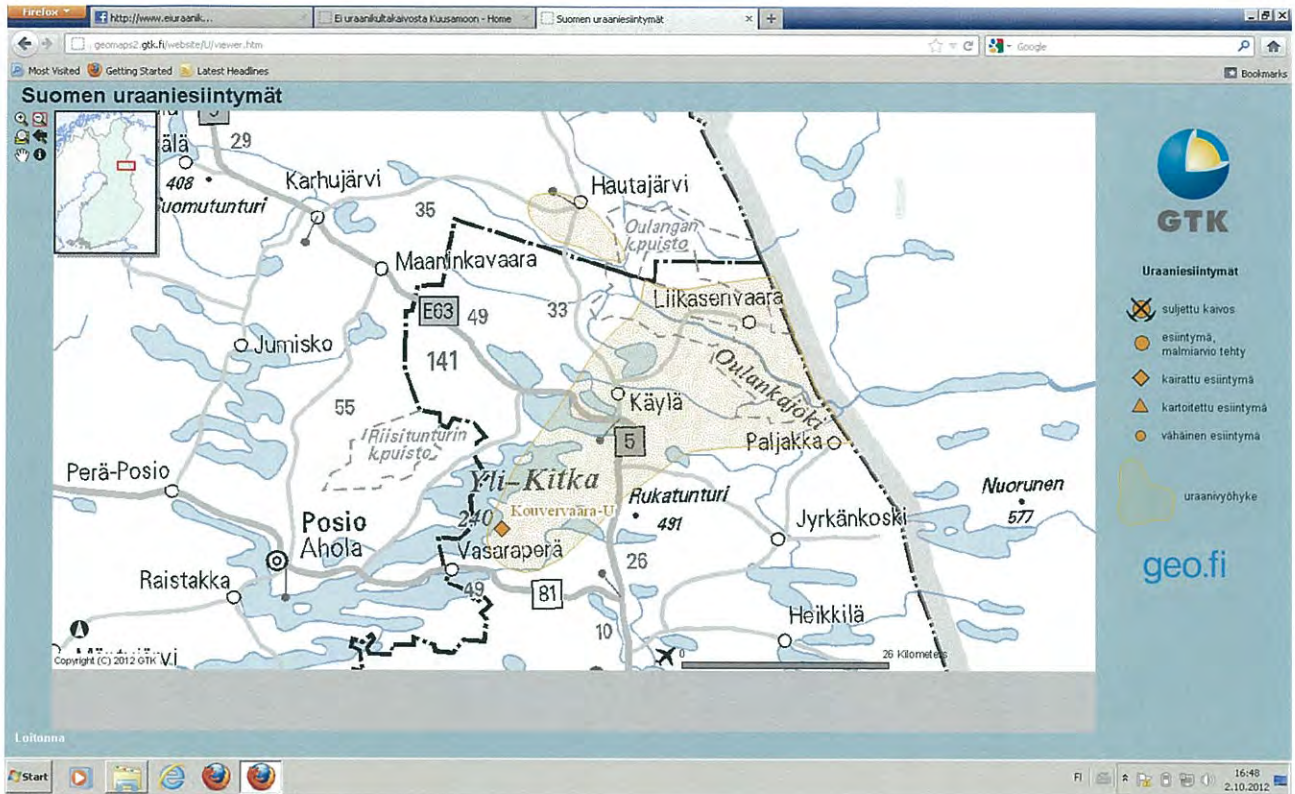 Firefox
http://www.eiuraanik...
Ei uraanikultakaivosta Kuusamoon - Home
Suomen uraaniesiintymät
geomaps2.gtk.fi/website/U/viewer.htm
Google
Most Visited
Getting Started
Latest Headlines
Bookmarks
Suomen uraaniesiintymät
29
408
Karhujärvi
35
Hautajärvi
Oulangan
k.puisto
Maaninkavaara
E63
49
33
Liikasenvaara
Jumisko
141
Oulankajoki
55
Käylä
Riisitunturin
k.puisto
5
Paljakka
Perä-Posio
Yli-Kitka
Rukatunturi
491
Nuorunen
577
240
Kouvervaara-U
Jyrkänkoski
Posio
Ahola
Vasaraperä
26
Raistakka
49
81
Heikkilä
10
Copyright (C) 2012 GTK
0
26 Kilometers
GTK
Uraaniesiintymat
suljettu kaivos
esiintymä,
malmiarvio tehty
kairattu esiintymä
kartoitettu esiintymä
vähäinen esiintymä
uraanivyöhyke
geo.fi
Loitonna
Start
FI
16:48
2.10.2012